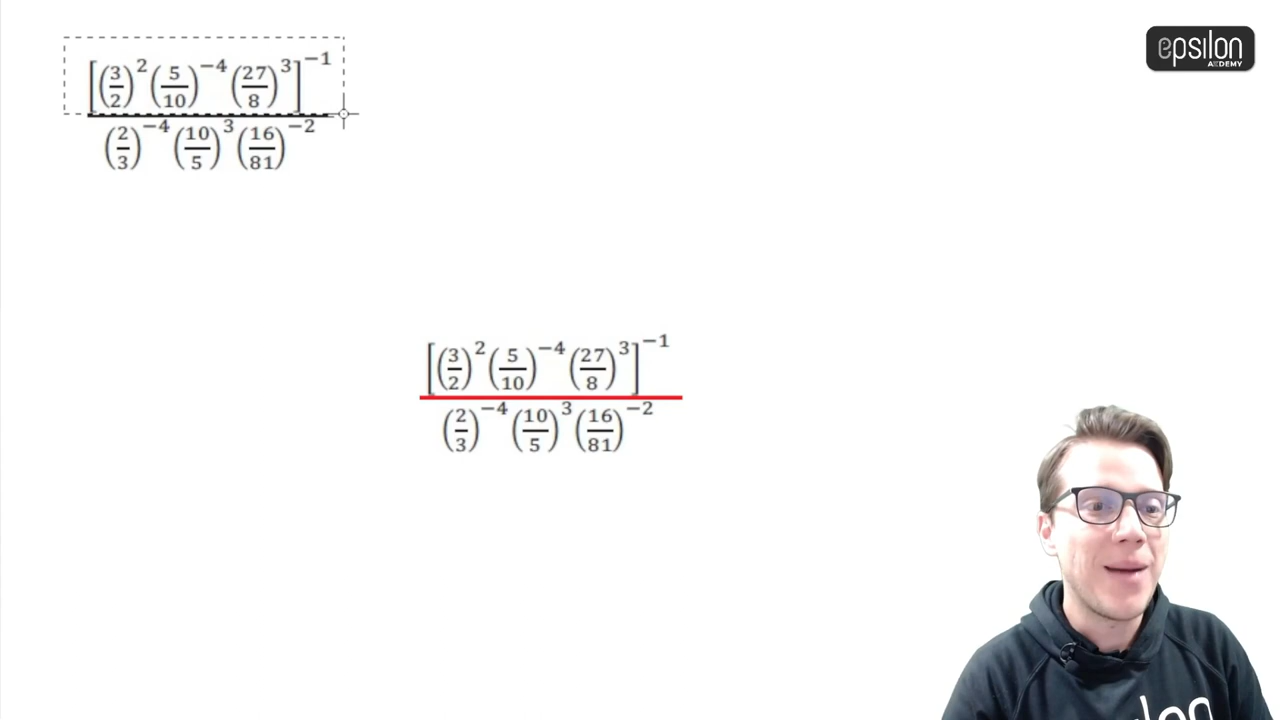 epsilon
ACADEMY
[(3/2)^2 (5/10)^−4 (27/8)^3]^−1
(2/3)^−4 (10/5)^3 (16/81)^−2
[(3/2)^2 (5/10)^−4 (27/8)^3]^−1
(2/3)^−4 (10/5)^3 (16/81)^−2